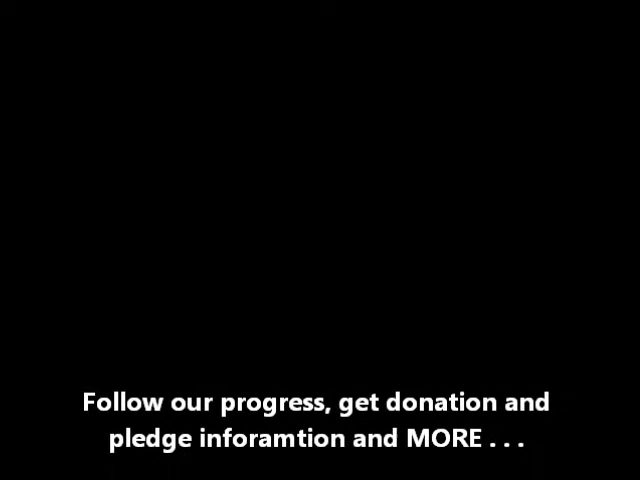 Follow our progress, get donation and
pledge inforamtion and MORE . . .